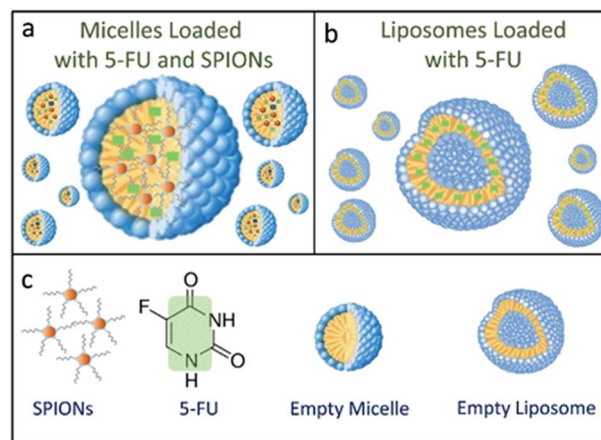 a
Micelles Loaded
with 5-FU and SPIONs
b
Liposomes Loaded
with 5-FU
c
O
F
NH
N
H
O
SPIONs
5-FU
Empty Micelle
Empty Liposome